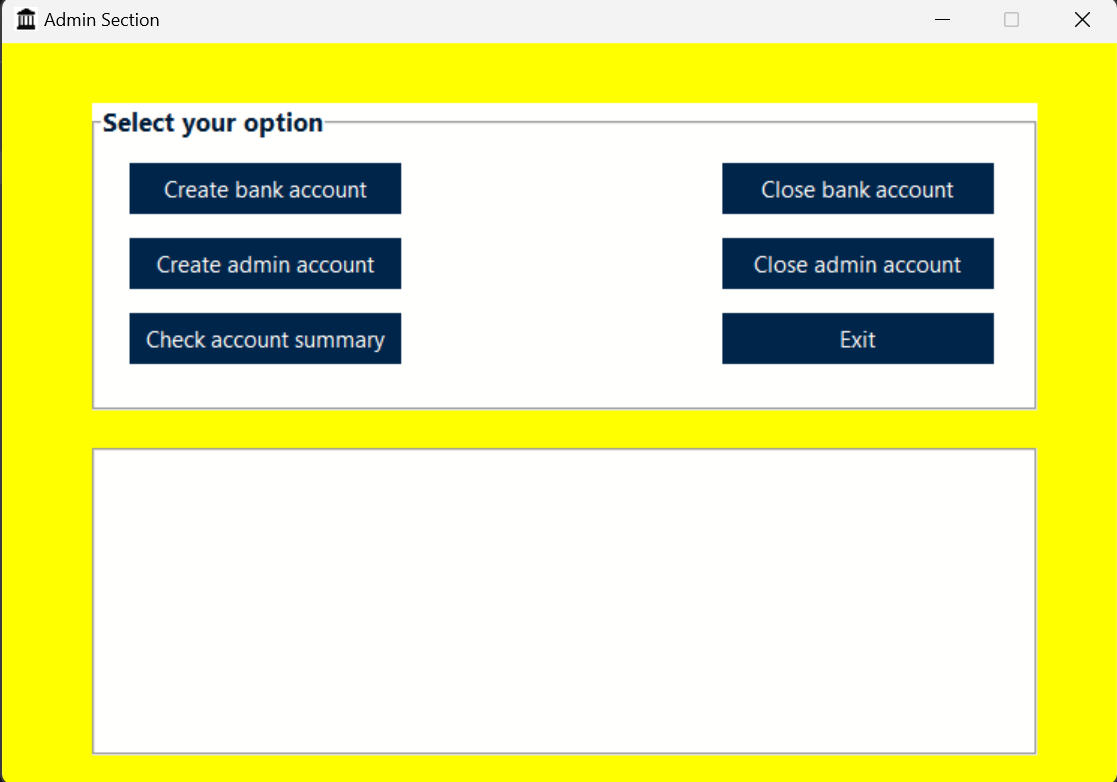 Admin Section
Select your option
Create bank account
Close bank account
Create admin account
Close admin account
Check account summary
Exit